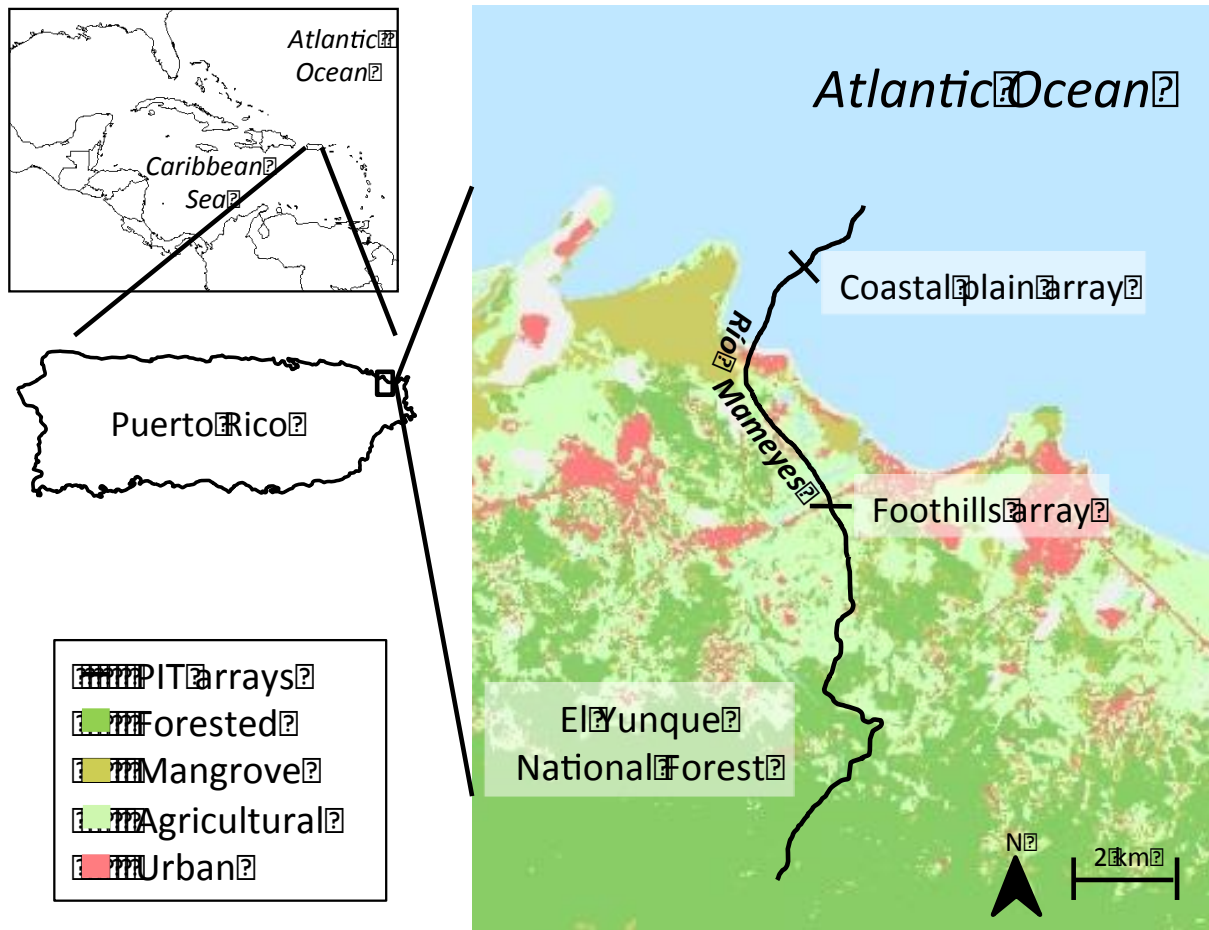 Atlantic
Ocean
Caribbean
Sea
Puerto Rico
Atlantic Ocean
Coastal plain array
Río
Mameyes
Foothills array
El Yunque
National Forest
PIT arrays
Forested
Mangrove
Agricultural
Urban
N
2 km